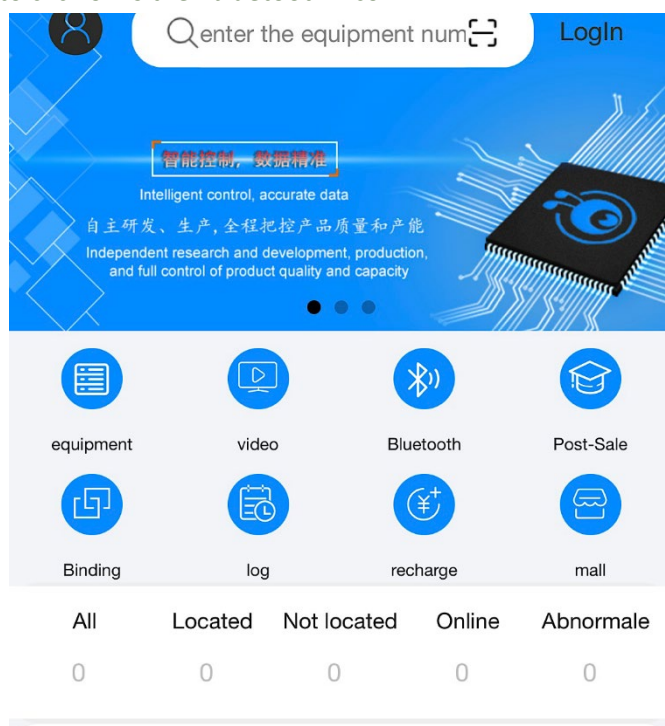 enter the equipment num
LogIn
智能控制，数据精准
Intelligent control, accurate data
自主研发、生产,全程把控产品质量和产能
Independent research and development, production,
and full control of product quality and capacity
equipment
video
Bluetooth
Post-Sale
Binding
log
recharge
mall
All
Located
Not located
Online
Abnormale
0
0
0
0
0